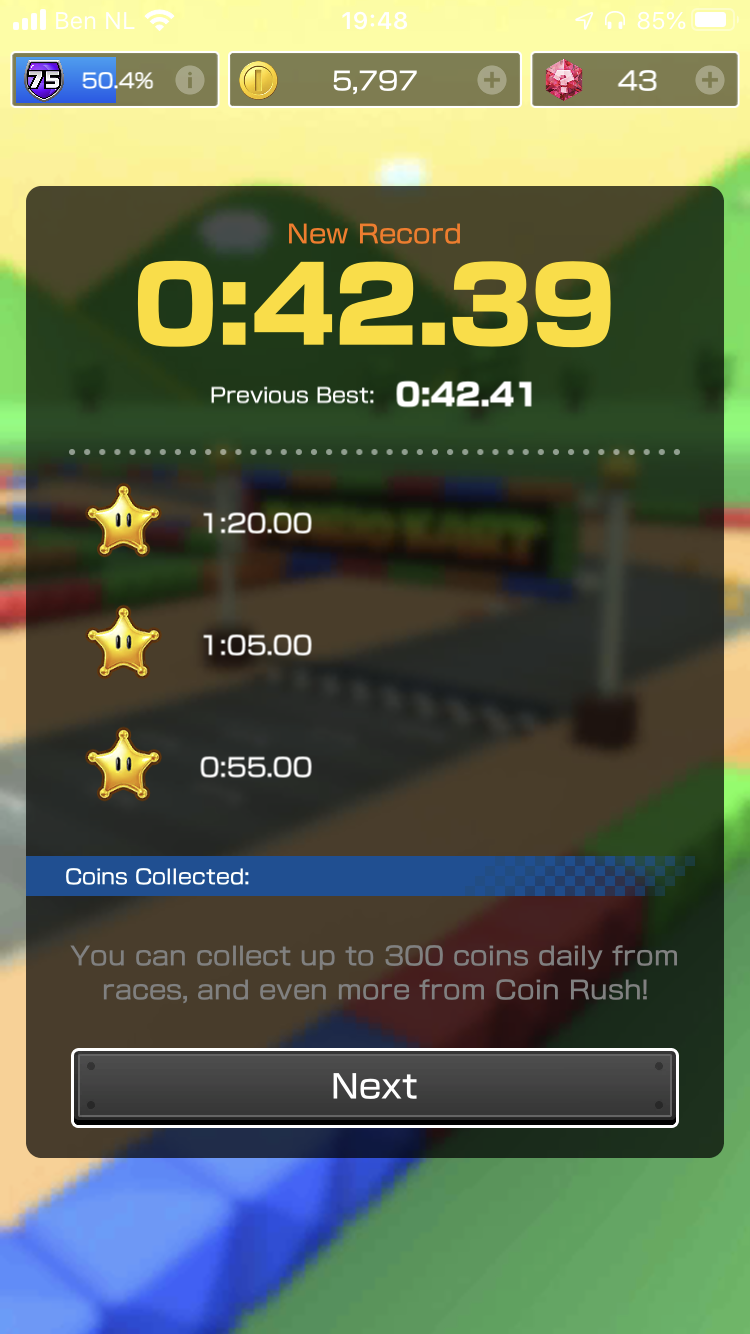 Ben NL 19:48 85%
75 50.4% i 5,797 + 43 +
New Record
0:42.39
Previous Best: 0:42.41
1:20.00
MARIO KART
1:05.00
0:55.00
Coins Collected:
You can collect up to 300 coins daily from
races, and even more from Coin Rush!
Next